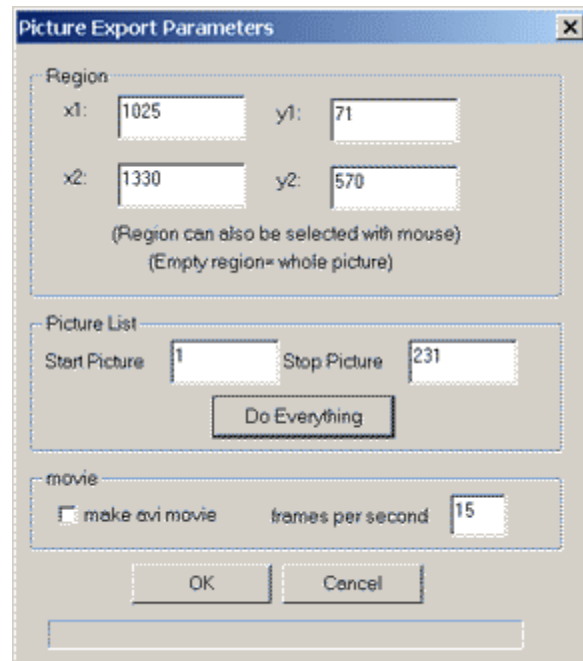 Picture Export Parameters
Region
x1: 1025 y1: 71
x2: 1330 y2: 570
(Region can also be selected with mouse)
(Empty region= whole picture)
Picture List
Start Picture 1 Stop Picture 231
Do Everything
movie
make avi movie frames per second 15
OK Cancel